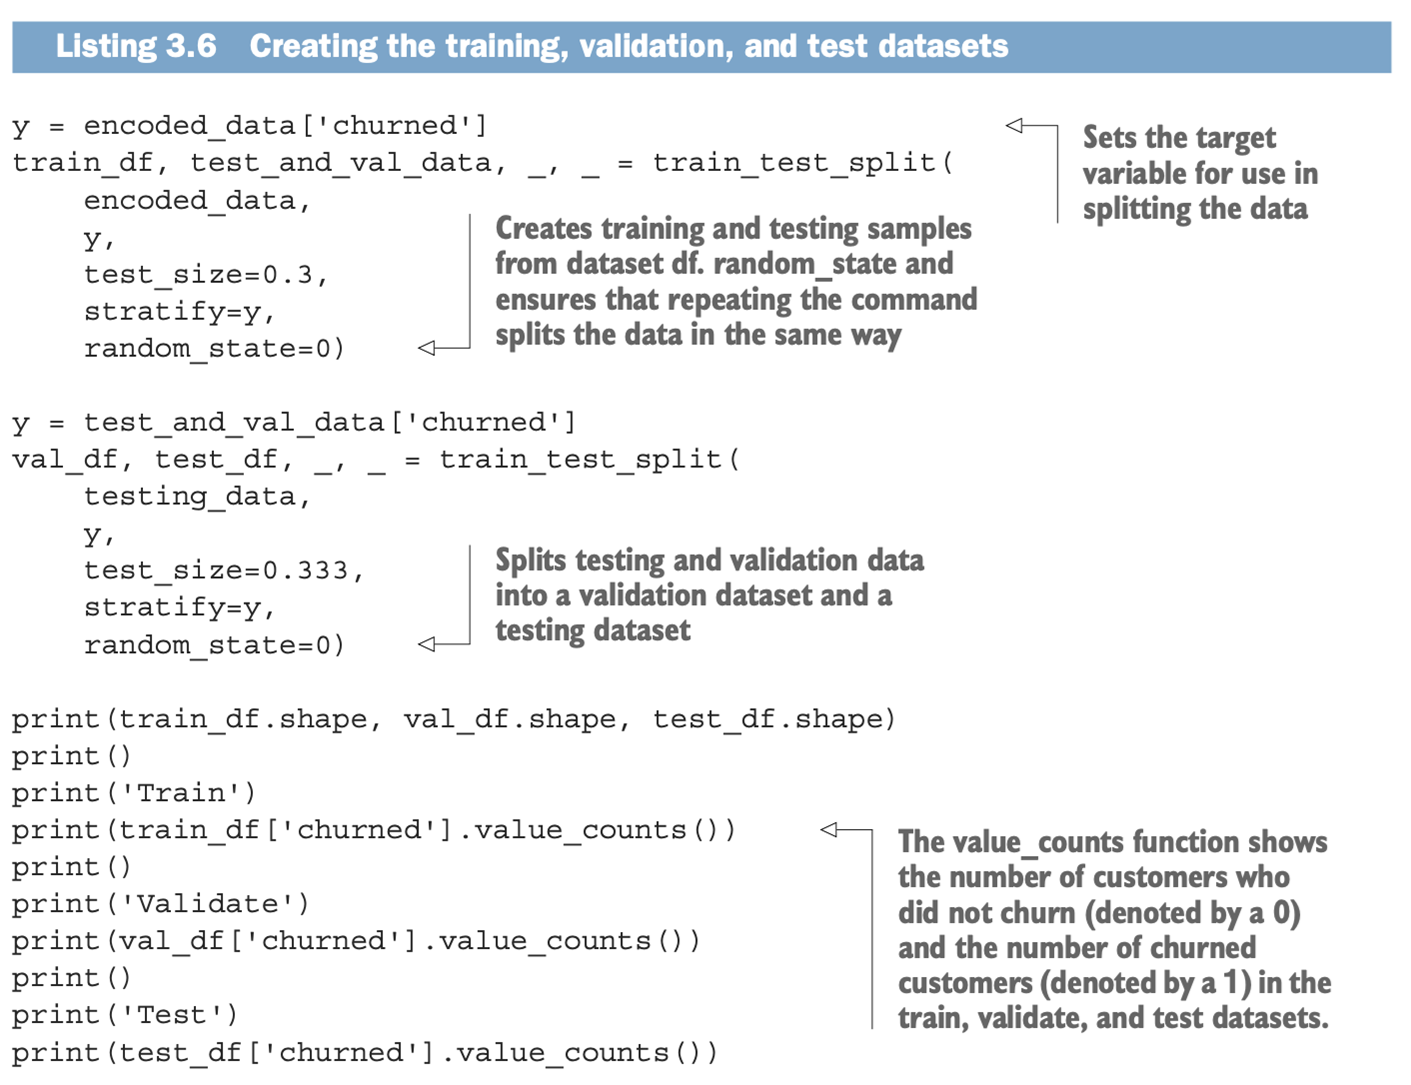 Listing 3.6 Creating the training, validation, and test datasets
y = encoded_data['churned']
train_df, test_and_val_data, _, _ = train_test_split(
    encoded_data,
    y,
    test_size=0.3,
    stratify=y,
    random_state=0)
Sets the target
variable for use in
splitting the data
Creates training and testing samples
from dataset df. random_state and
ensures that repeating the command
splits the data in the same way
y = test_and_val_data['churned']
val_df, test_df, _, _ = train_test_split(
    testing_data,
    y,
    test_size=0.333,
    stratify=y,
    random_state=0)
Splits testing and validation data
into a validation dataset and a
testing dataset
print(train_df.shape, val_df.shape, test_df.shape)
print()
print('Train')
print(train_df['churned'].value_counts())
print()
print('Validate')
print(val_df['churned'].value_counts())
print()
print('Test')
print(test_df['churned'].value_counts())
The value_counts function shows
the number of customers who
did not churn (denoted by a 0)
and the number of churned
customers (denoted by a 1) in the
train, validate, and test datasets.